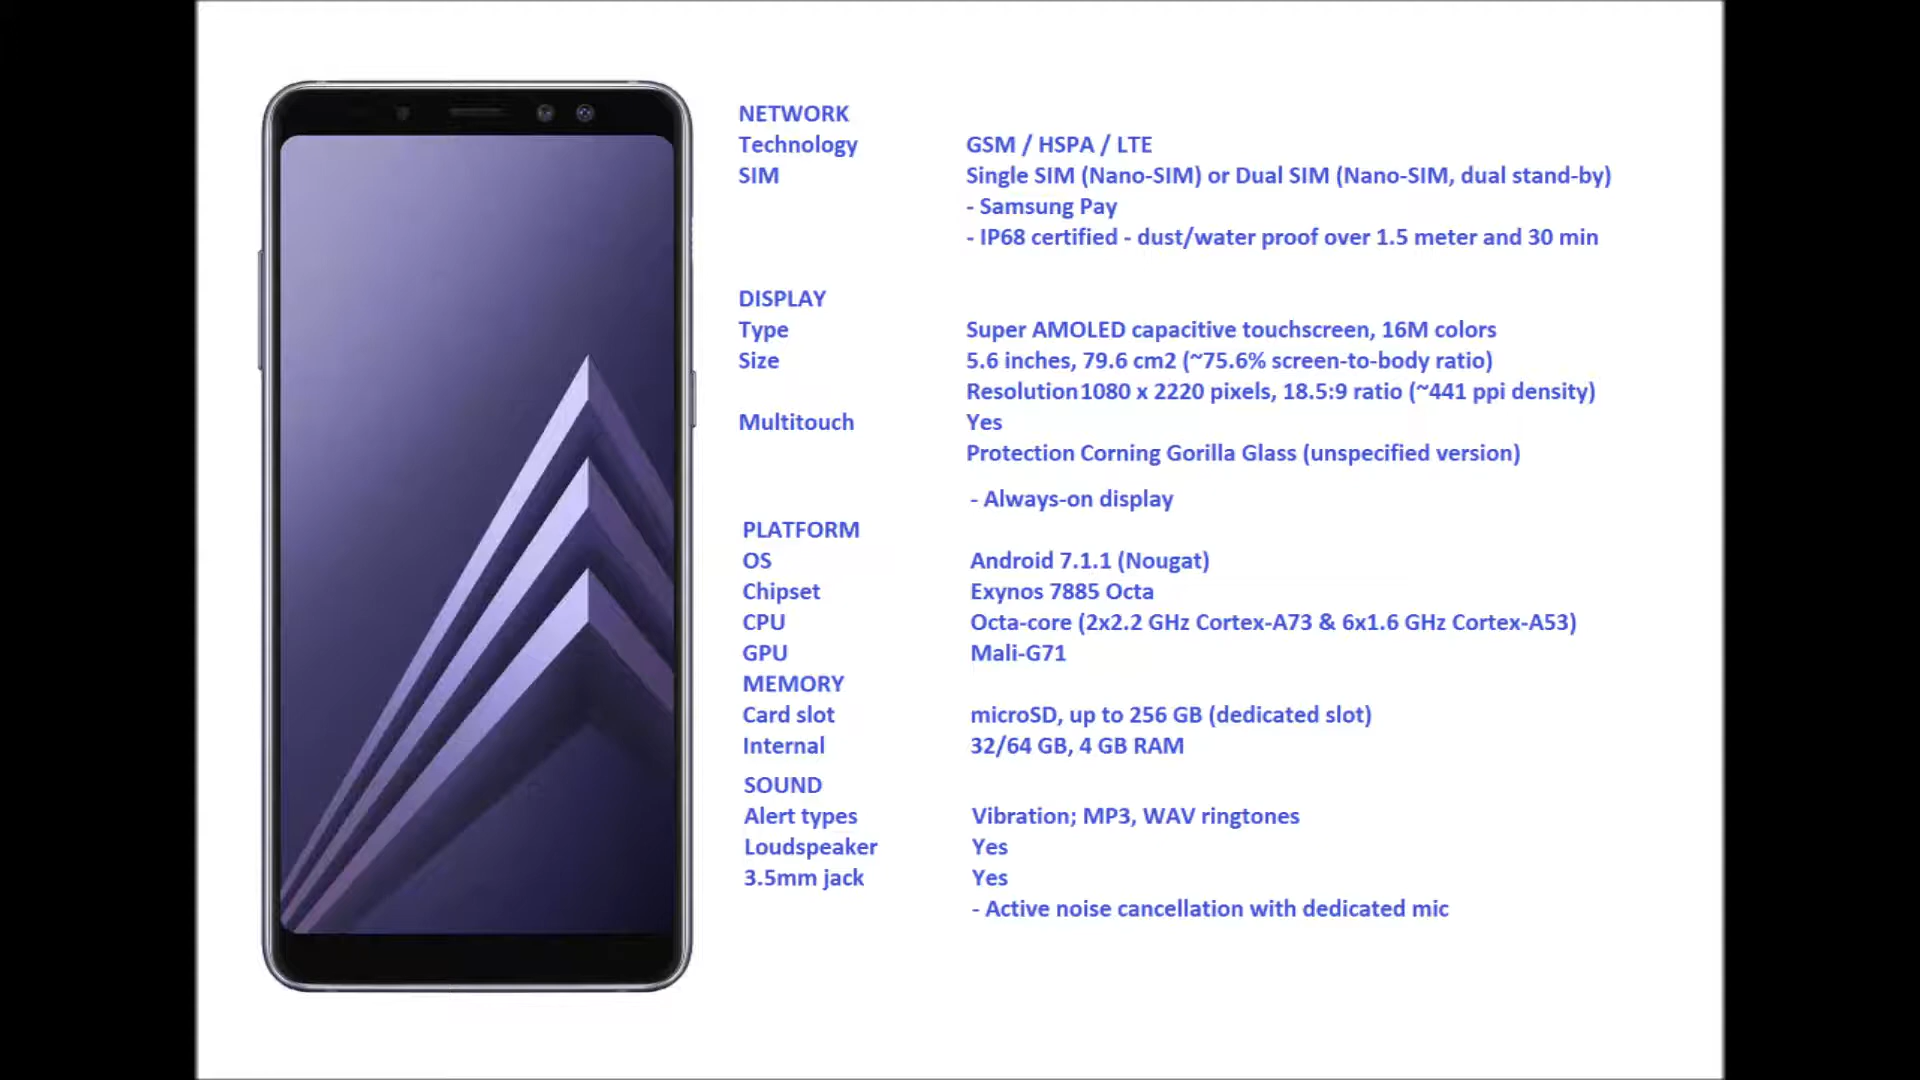 NETWORK
Technology GSM / HSPA / LTE
SIM Single SIM (Nano-SIM) or Dual SIM (Nano-SIM, dual stand-by)
- Samsung Pay
- IP68 certified - dust/water proof over 1.5 meter and 30 min
DISPLAY
Type Super AMOLED capacitive touchscreen, 16M colors
Size 5.6 inches, 79.6 cm2 (~75.6% screen-to-body ratio)
Resolution1080 x 2220 pixels, 18.5:9 ratio (~441 ppi density)
Multitouch Yes
Protection Corning Gorilla Glass (unspecified version)
- Always-on display
PLATFORM
OS Android 7.1.1 (Nougat)
Chipset Exynos 7885 Octa
CPU Octa-core (2x2.2 GHz Cortex-A73 & 6x1.6 GHz Cortex-A53)
GPU Mali-G71
MEMORY
Card slot microSD, up to 256 GB (dedicated slot)
Internal 32/64 GB, 4 GB RAM
SOUND
Alert types Vibration; MP3, WAV ringtones
Loudspeaker Yes
3.5mm jack Yes
- Active noise cancellation with dedicated mic